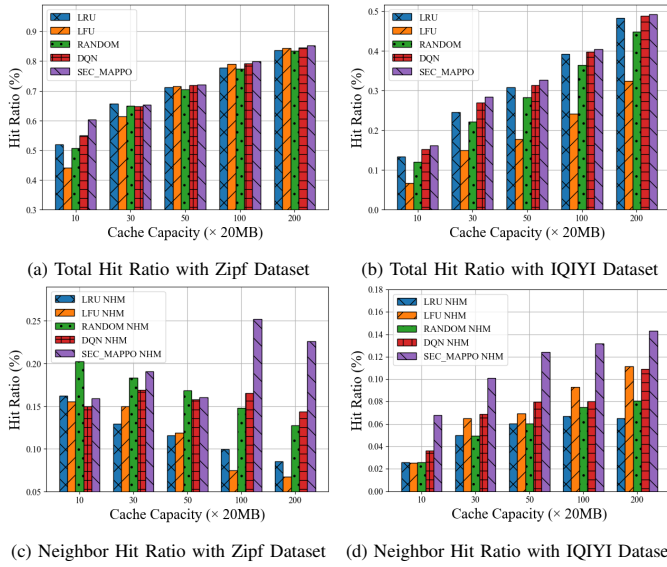 LRU
LFU
RANDOM
DQN
SEC_MAPPO
0.9
0.8
0.7
0.6
0.5
0.4
0.3
Hit Ratio (%)
10 30 50 100 200
Cache Capacity (× 20MB)
(a) Total Hit Ratio with Zipf Dataset
LRU
LFU
RANDOM
DQN
SEC_MAPPO
0.5
0.4
0.3
0.2
0.1
0.0
Hit Ratio (%)
10 30 50 100 200
Cache Capacity (× 20MB)
(b) Total Hit Ratio with IQIYI Dataset
LRU NHM
LFU NHM
RANDOM NHM
DQN NHM
SEC_MAPPO NHM
0.25
0.20
0.15
0.10
0.05
Hit Ratio (%)
10 30 50 100 200
Cache Capacity (× 20MB)
(c) Neighbor Hit Ratio with Zipf Dataset
LRU NHM
LFU NHM
RANDOM NHM
DQN NHM
SEC_MAPPO NHM
0.18
0.16
0.14
0.12
0.10
0.08
0.06
0.04
0.02
0.00
Hit Ratio (%)
10 30 50 100 200
Cache Capacity (× 20MB)
(d) Neighbor Hit Ratio with IQIYI Datase